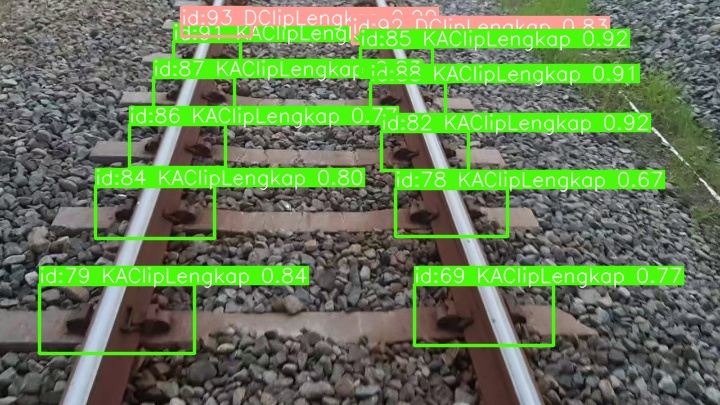 id:93 DClipLengk
id:92 DClipLengkap 0.83
id:91 KAClipLeng
id:85 KAClipLengkap 0.92
id:87 KAClipLengkap
id:88 KAClipLengkap 0.91
id:86 KAClipLengkap 0.7
id:82 KAClipLengkap 0.92
id:84 KAClipLengkap 0.80
id:78 KAClipLengkap 0.67
id:79 KAClipLengkap 0.84
id:69 KAClipLengkap 0.77